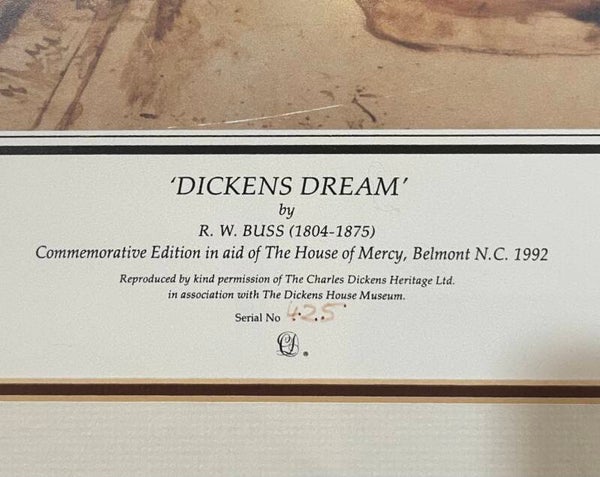 'DICKENS DREAM'
by
R. W. BUSS (1804-1875)
Commemorative Edition in aid of The House of Mercy, Belmont N.C. 1992
Reproduced by kind permission of The Charles Dickens Heritage Ltd.
in association with The Dickens House Museum.
Serial No 425